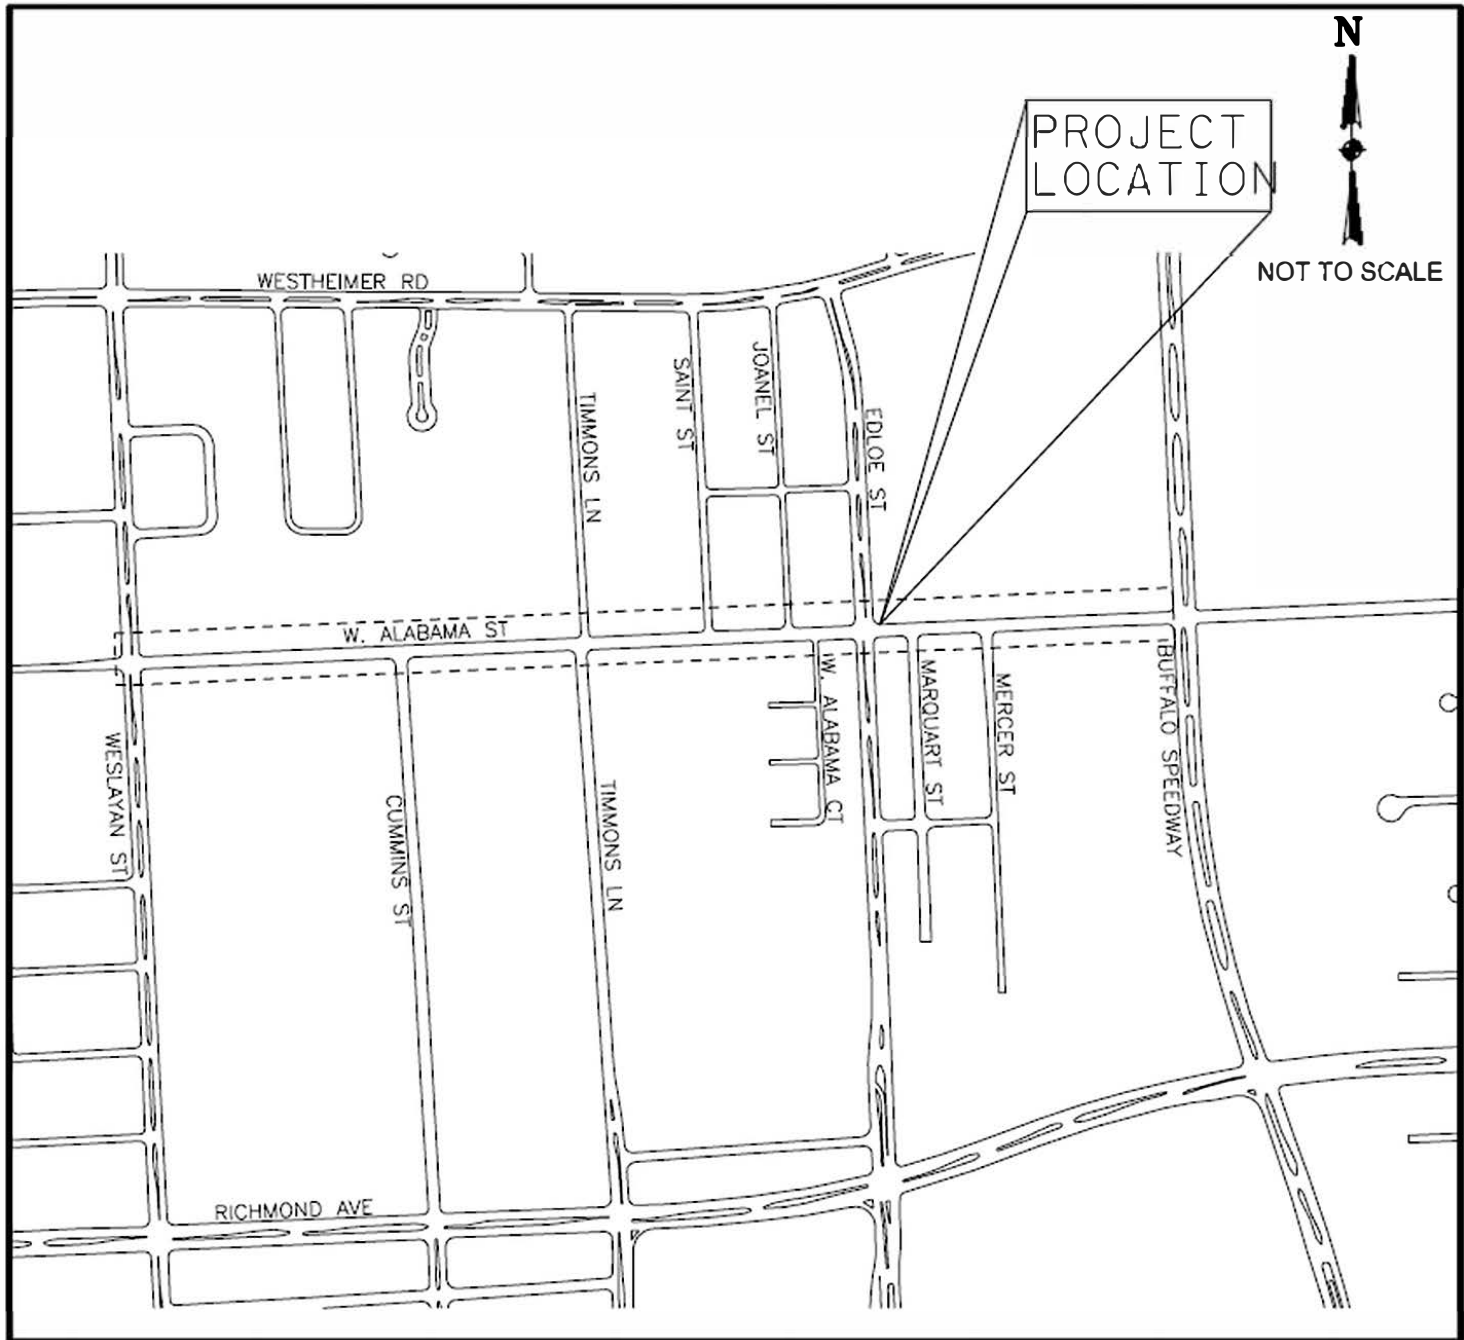 N
PROJECT
LOCATION
NOT TO SCALE
WESTHEIMER RD
TIMMONS LN
SAINT ST
JOANEL ST
EDLOE ST
W. ALABAMA ST
WESLAYAN ST
CUMMINS ST
TIMMONS LN
W. ALABAMA CT
MARQUART ST
MERCER ST
BUFFALO SPEEDWAY
RICHMOND AVE